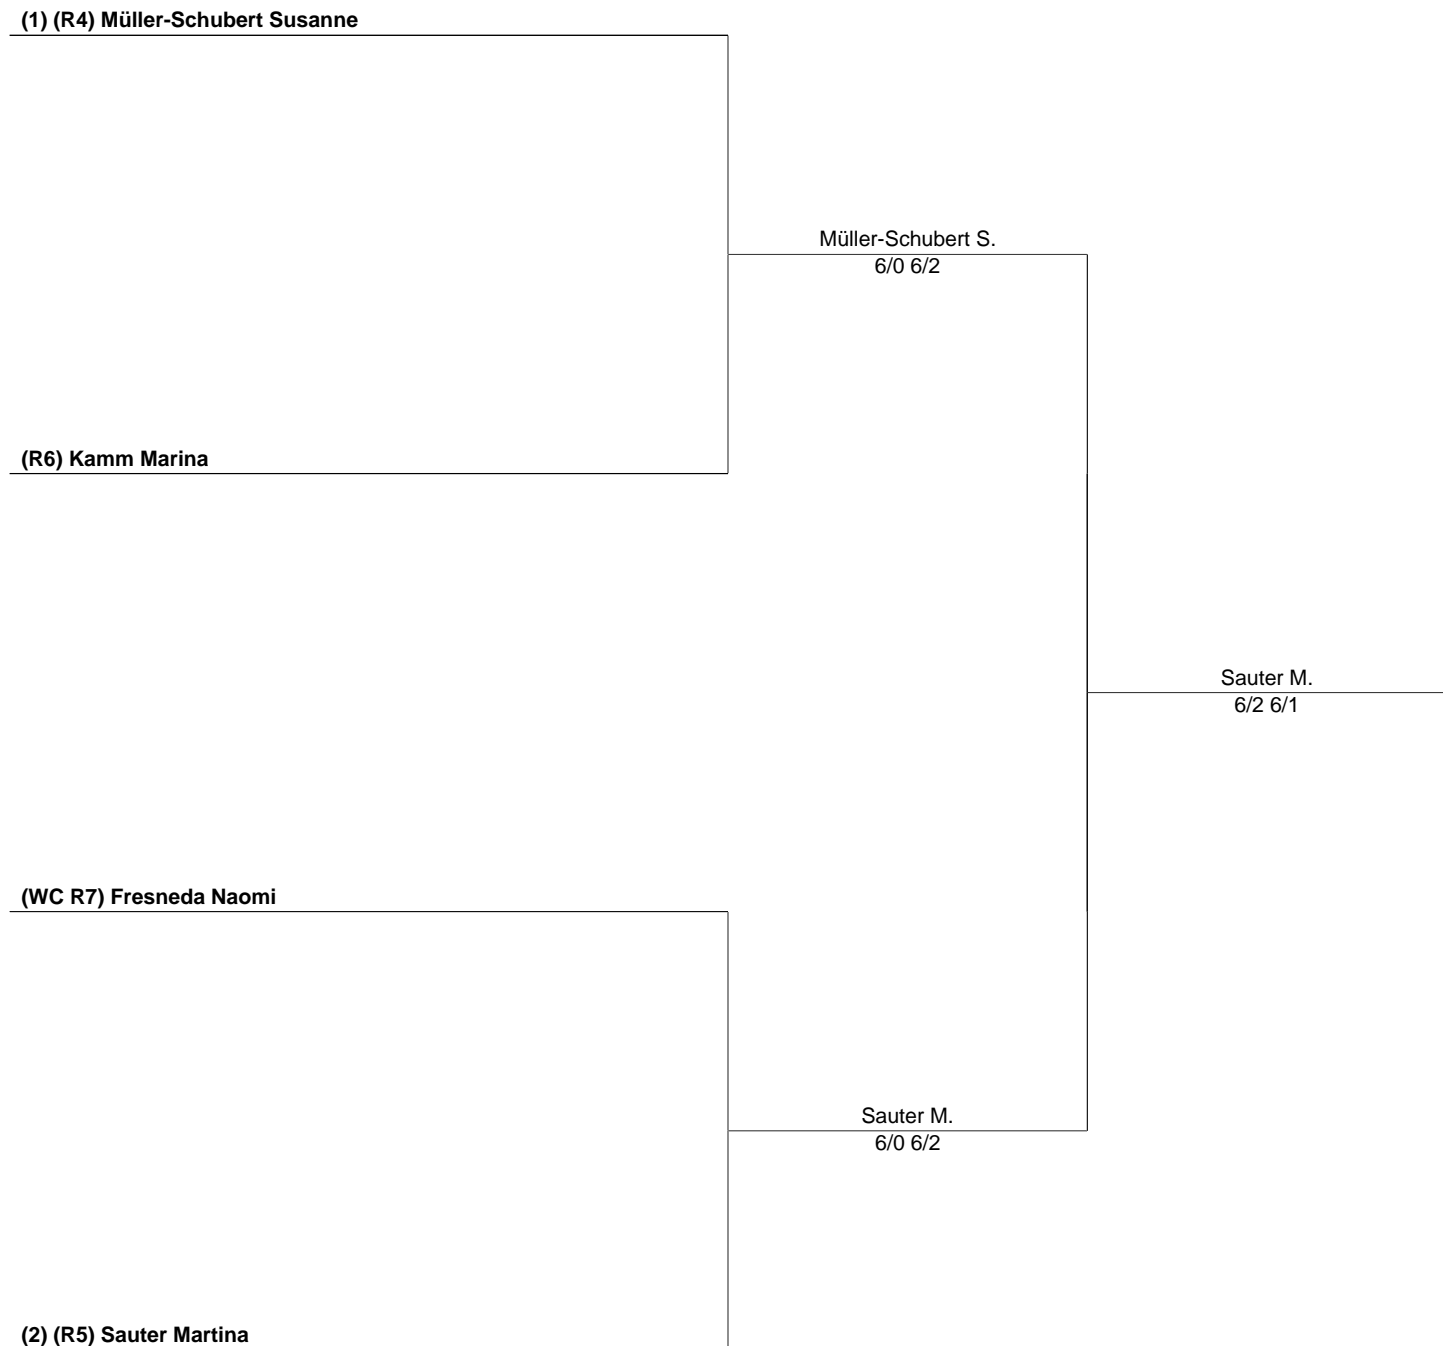 (1) (R4) Müller-Schubert Susanne
Müller-Schubert S.
6/0 6/2
(R6) Kamm Marina
Sauter M.
6/2 6/1
(WC R7) Fresneda Naomi
Sauter M.
6/0 6/2
(2) (R5) Sauter Martina